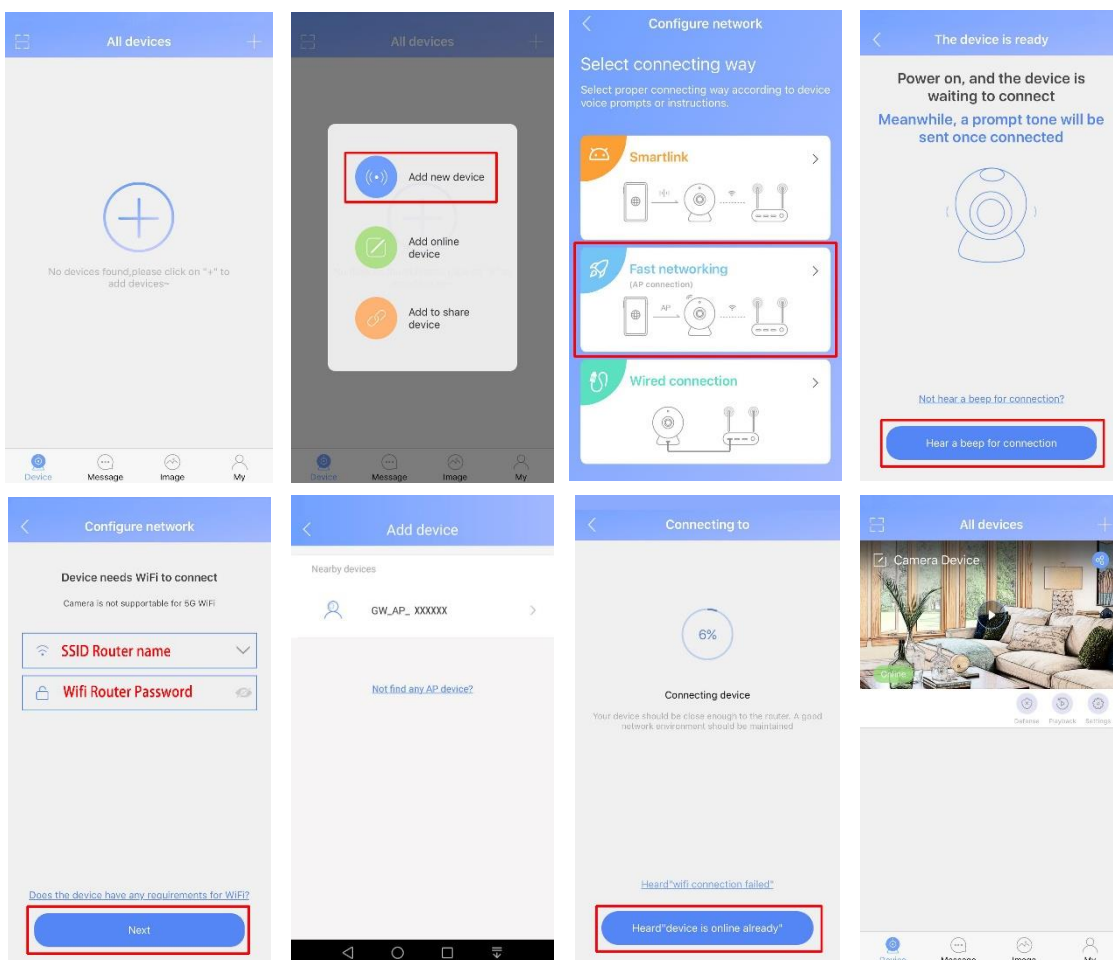 All devices
No devices found,please click on "+" to
add devices~
Device
Message
Image
My
All devices
Add new device
Add online
device
Add to share
device
Device
Message
Image
My
Configure network
Select connecting way
Select proper connecting way according to device
voice prompts or instructions.
Smartlink
Fast networking
(AP connection)
AP
Wired connection
The device is ready
Power on, and the device is
waiting to connect
Meanwhile, a prompt tone will be
sent once connected
Not hear a beep for connection?
Hear a beep for connection
Configure network
Device needs WiFi to connect
Camera is not supportable for 5G WiFi
SSID Router name
Wifi Router Password
Does the device have any requirements for WiFi?
Next
Add device
Nearby devices
GW_AP_ XXXXXX
Not find any AP device?
Connecting to
6%
Connecting device
Your device should be close enough to the router. A good
network environment should be maintained
Heard"wifi connection failed"
Heard"device is online already"
All devices
Camera Device
Online
Defense
Playback
Settings
Device
Message
Image
My